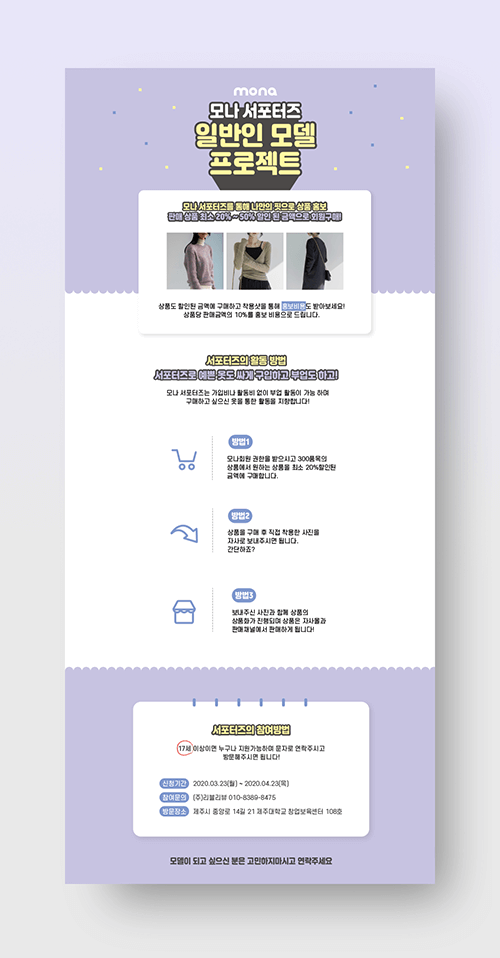 mona
모나 서포터즈
일반인 모델
프로젝트
모나 서포터즈를 통해 나만의 핏으로 상품 홍보
판매 상품 최소 20% ~ 50% 할인 된 금액으로 회원구매!
상품도 할인된 금액에 구매하고 착용샷을 통해 홍보비용도 받아보세요!
상품당 판매금액의 10%를 홍보 비용으로 드립니다.
서포터즈의 활동 방법
서포터즈로 예쁜 옷도 싸게 구입하고 부업도 하고!
모나 서포터즈는 가입비나 활동비 없이 부업 활동이 가능 하며
구매하고 싶으신 옷을 통한 활동을 지향합니다!
방법1
모나회원 권한을 받으시고 300품목의
상품에서 원하는 상품을 최소 20%할인된
금액에 구매합니다.
방법2
상품을 구매 후 직접 착용한 사진을
자사로 보내주시면 됩니다.
간단하죠?
방법3
보내주신 사진과 함께 상품의
상품화가 진행되며 상품은 자사몰과
판매채널에서 판매하게 됩니다!
서포터즈의 참여방법
17세 이상이면 누구나 지원가능하며 문자로 연락주시고
방문해주시면 됩니다!
신청기간 2020.03.23(월) ~ 2020.04.23(목)
참여문의 (주)리블리뷰 010-8389-8475
방문장소 제주시 중앙로 14길 21 제주대학교 창업보육센터 108호
모델이 되고 싶으신 분은 고민하지마시고 연락주세요